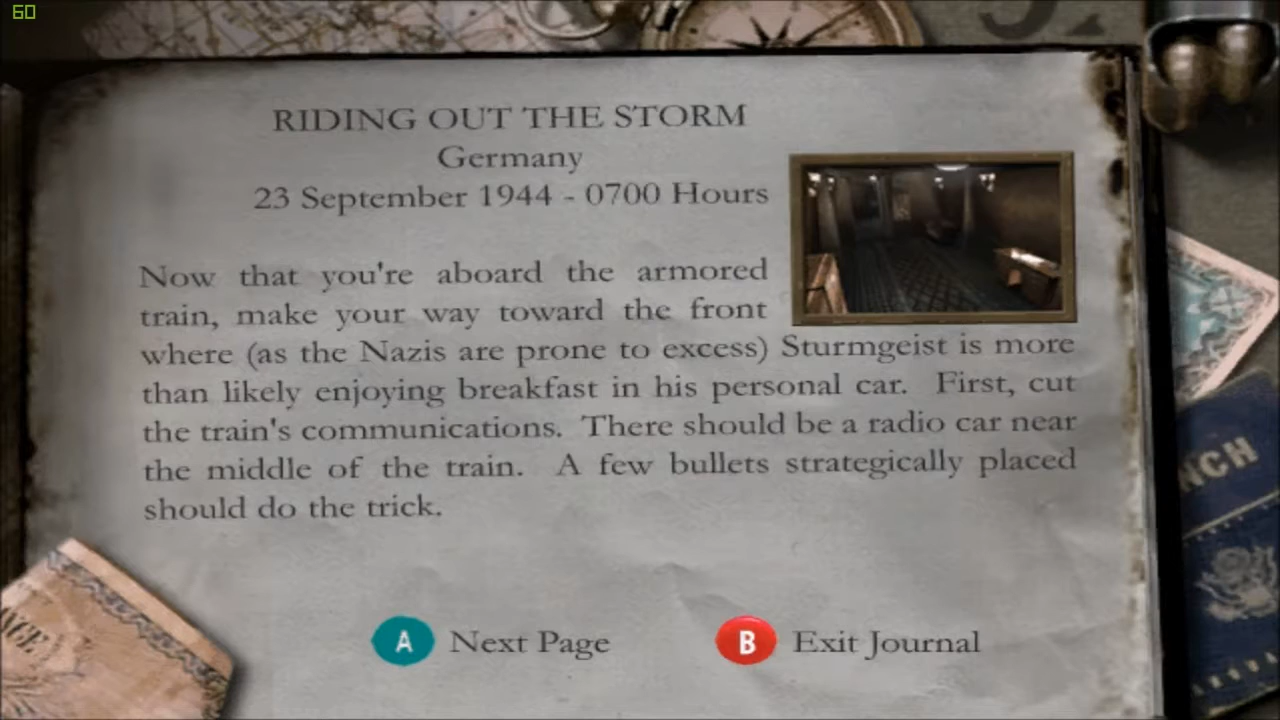 60
RIDING OUT THE STORM
Germany
23 September 1944 - 0700 Hours
Now that you're aboard the armored
train, make your way toward the front
where (as the Nazis are prone to excess) Sturmgeist is more
than likely enjoying breakfast in his personal car. First, cut
the train's communications. There should be a radio car near
the middle of the train. A few bullets strategically placed
should do the trick.
A Next Page
B Exit Journal